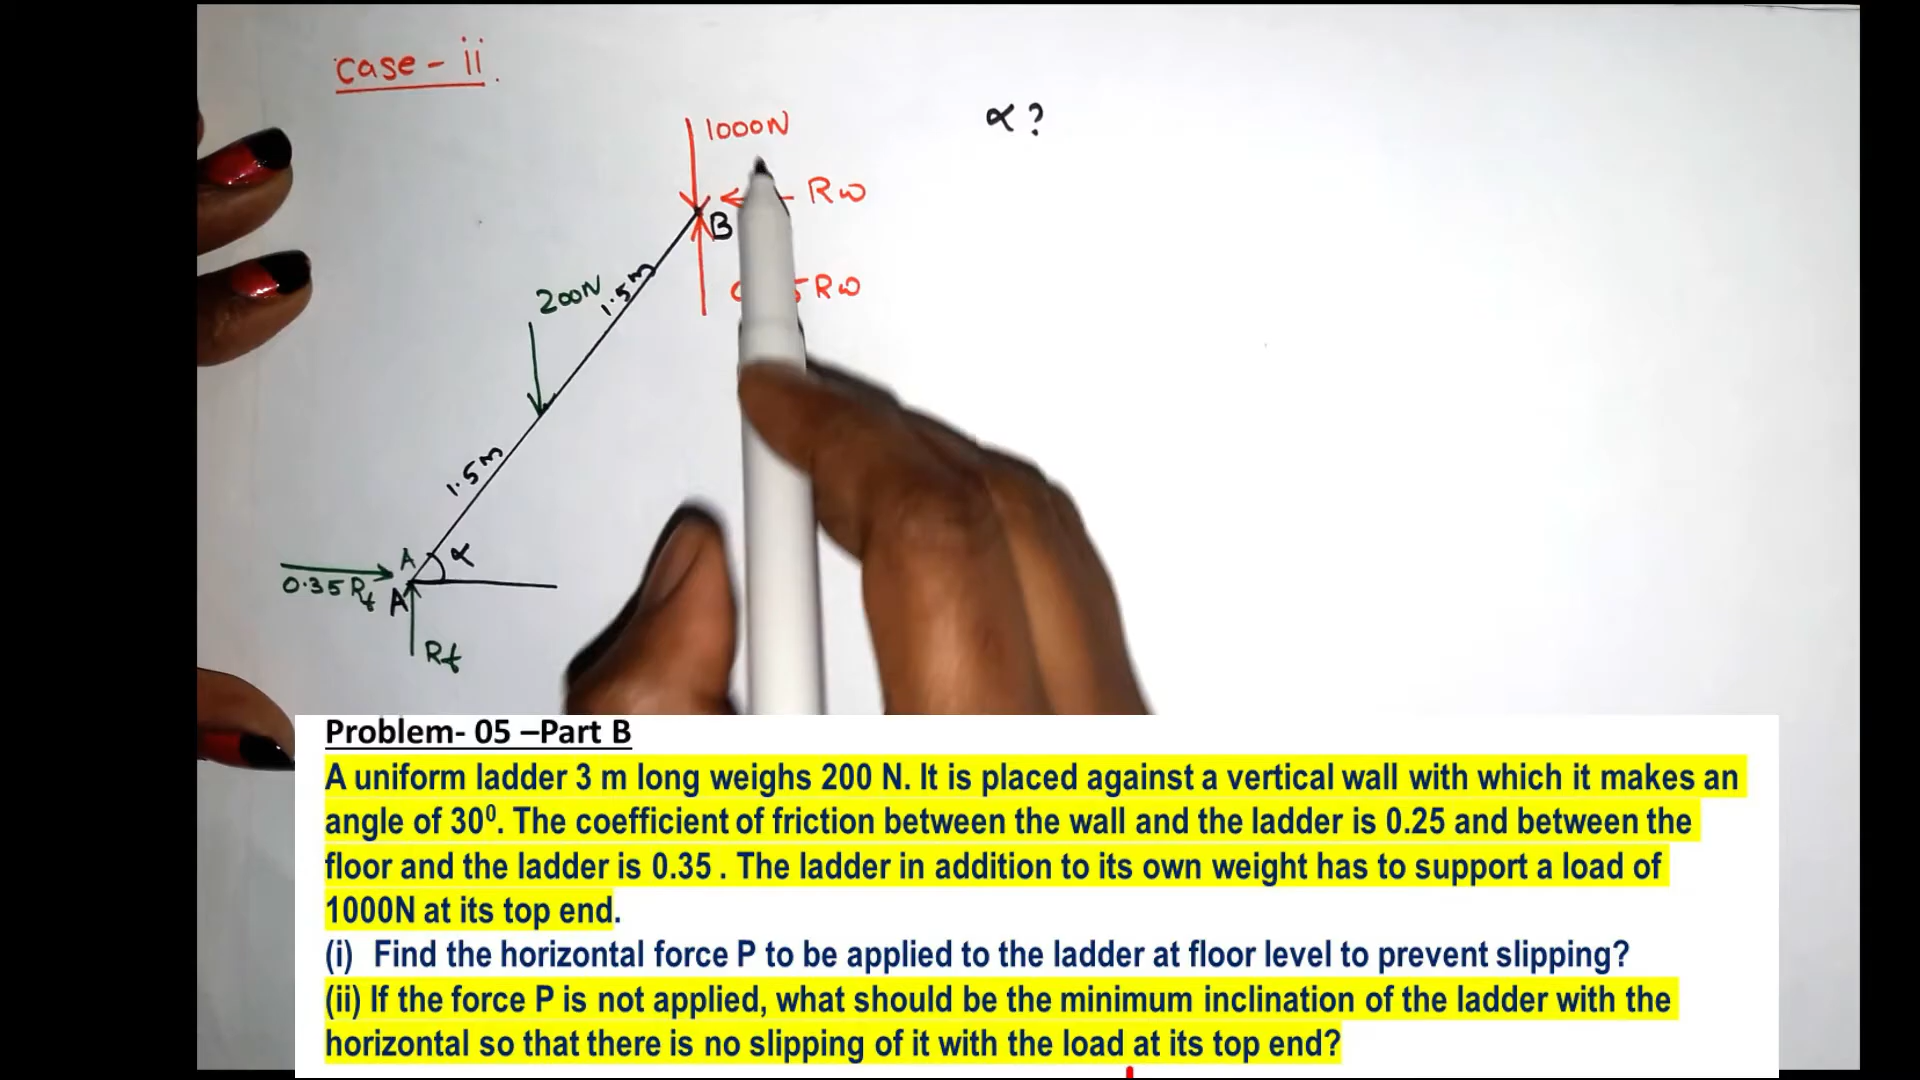 case - ii
1000N
α?
Rw
B
200N
1.5m
Rw
1.5m
A
α
0.35 Rf
A
Rf
Problem- 05 –Part B
A uniform ladder 3 m long weighs 200 N. It is placed against a vertical wall with which it makes an
angle of 30⁰. The coefficient of friction between the wall and the ladder is 0.25 and between the
floor and the ladder is 0.35 . The ladder in addition to its own weight has to support a load of
1000N at its top end.
(i) Find the horizontal force P to be applied to the ladder at floor level to prevent slipping?
(ii) If the force P is not applied, what should be the minimum inclination of the ladder with the
horizontal so that there is no slipping of it with the load at its top end?